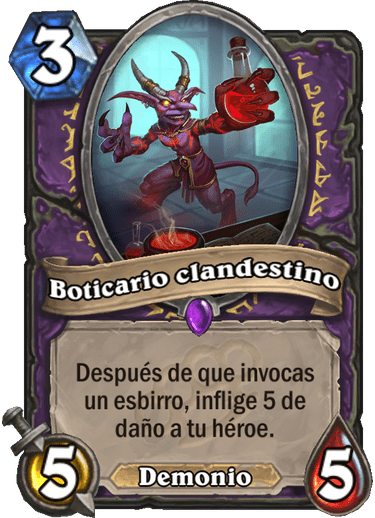 3
Boticario clandestino
Después de que invocas
un esbirro, inflige 5 de
daño a tu héroe.
5
Demonio
5